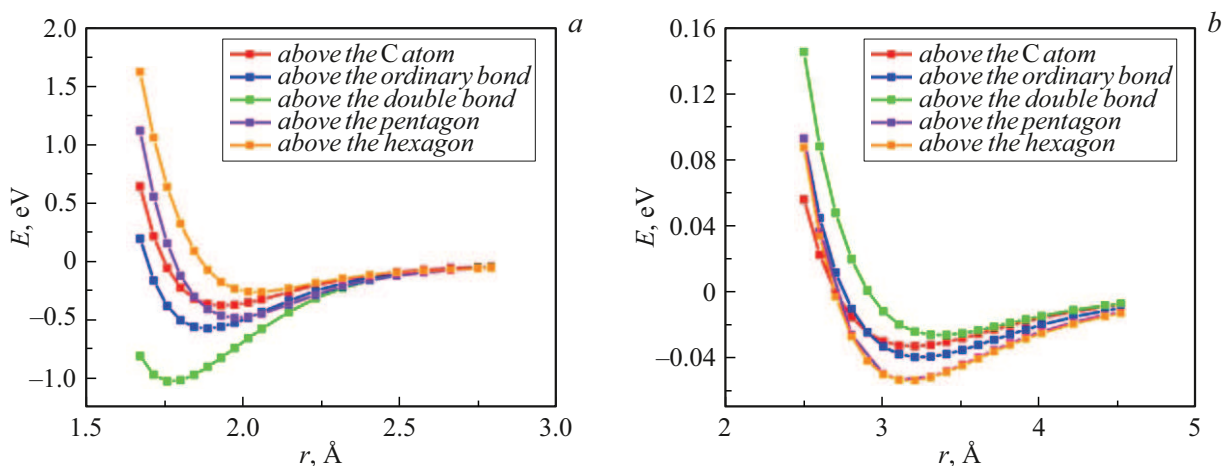 a
2.0
1.5
1.0
0.5
0
–0.5
–1.0
E, eV
above the C atom
above the ordinary bond
above the double bond
above the pentagon
above the hexagon
1.5
2.0
2.5
3.0
r, Å
b
0.16
0.12
0.08
0.04
0
–0.04
E, eV
above the C atom
above the ordinary bond
above the double bond
above the pentagon
above the hexagon
2
3
4
5
r, Å